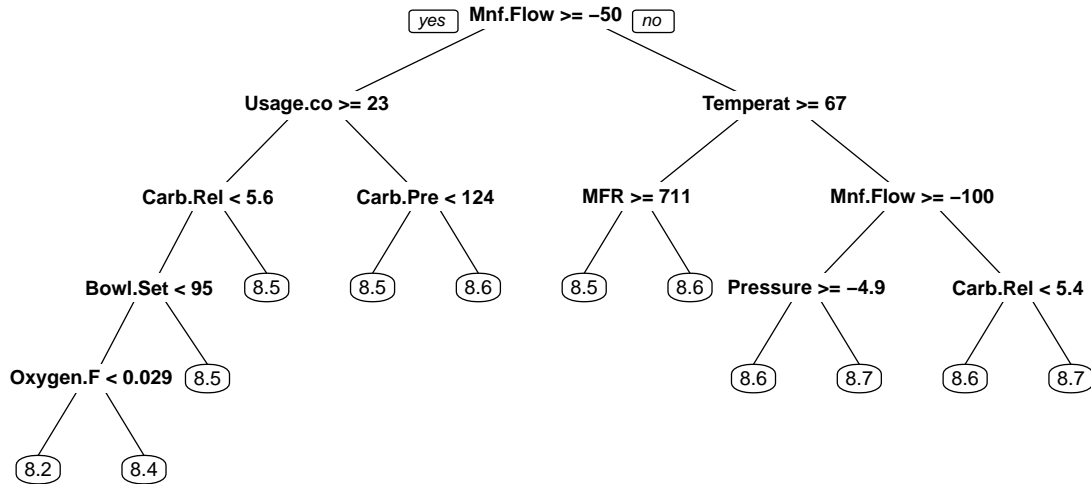 yes Mnf.Flow >= −50 no
Usage.co >= 23 Temperat >= 67
Carb.Rel < 5.6 Carb.Pre < 124 MFR >= 711 Mnf.Flow >= −100
Bowl.Set < 95 8.5 8.5 8.6 8.5 8.6 Pressure >= −4.9 Carb.Rel < 5.4
Oxygen.F < 0.029 8.5 8.6 8.7 8.6 8.7
8.2 8.4